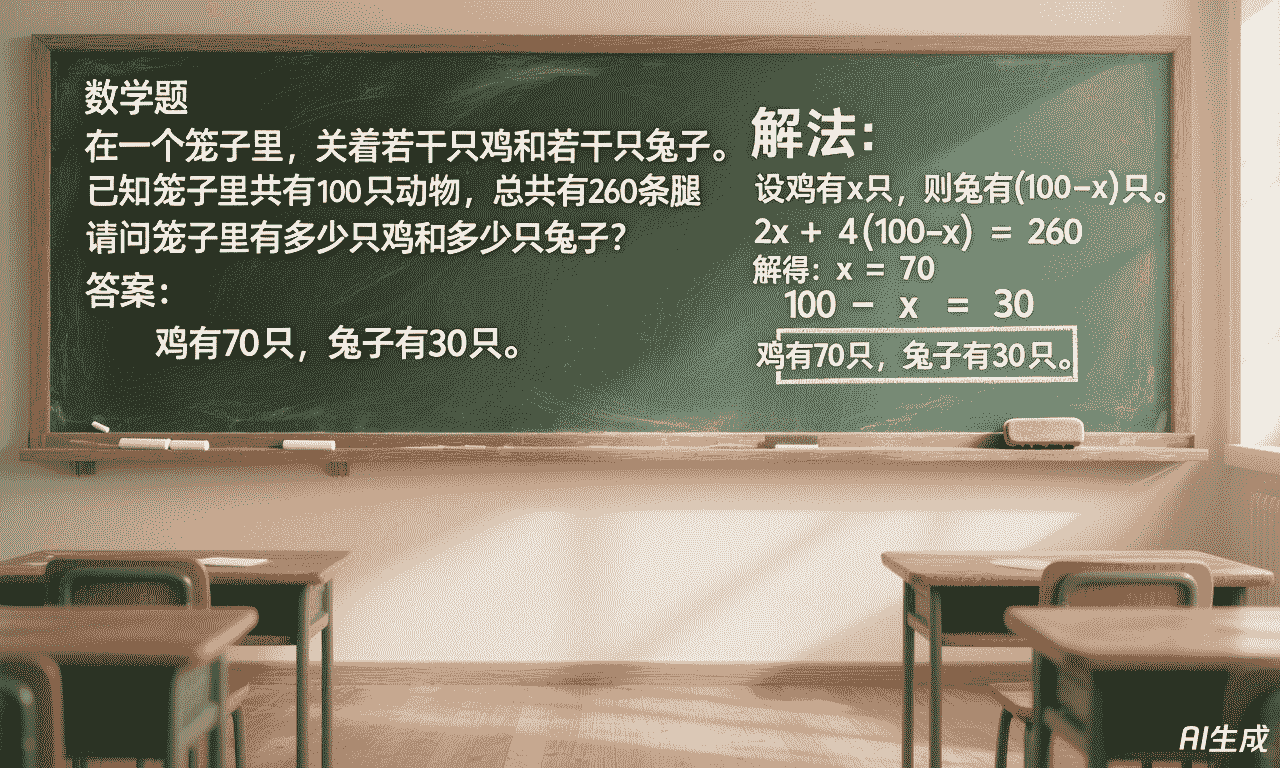 数学题
在一个笼子里，关着若干只鸡和若干只兔子。
已知笼子里共有100只动物，总共有260条腿
请问笼子里有多少只鸡和多少只兔子？
答案：
鸡有70只，兔子有30只。
解法：
设鸡有x只，则兔有(100-x)只。
2x + 4(100-x) = 260
解得：x = 70
100 - x = 30
鸡有70只，兔子有30只。
AI生成